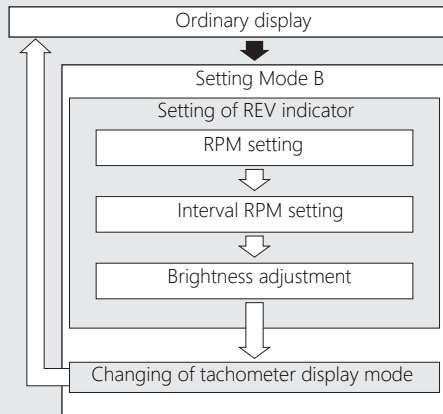 Ordinary display
Setting Mode B
Setting of REV indicator
RPM setting
Interval RPM setting
Brightness adjustment
Changing of tachometer display mode